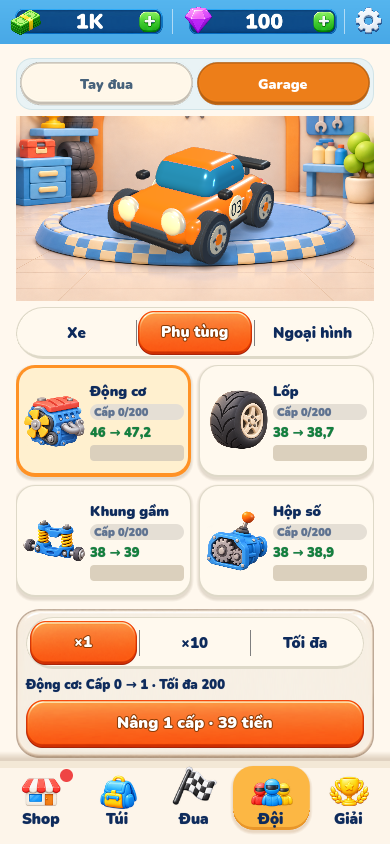 1K
100
Tay đua
Garage
03
Xe
Phụ tùng
Ngoại hình
Động cơ
Cấp 0/200
46 → 47,2
Lốp
Cấp 0/200
38 → 38,7
Khung gầm
Cấp 0/200
38 → 39
Hộp số
Cấp 0/200
38 → 38,9
×1
×10
Tối đa
Động cơ: Cấp 0 → 1 · Tối đa 200
Nâng 1 cấp · 39 tiền
Shop
Túi
Đua
Đội
Giải